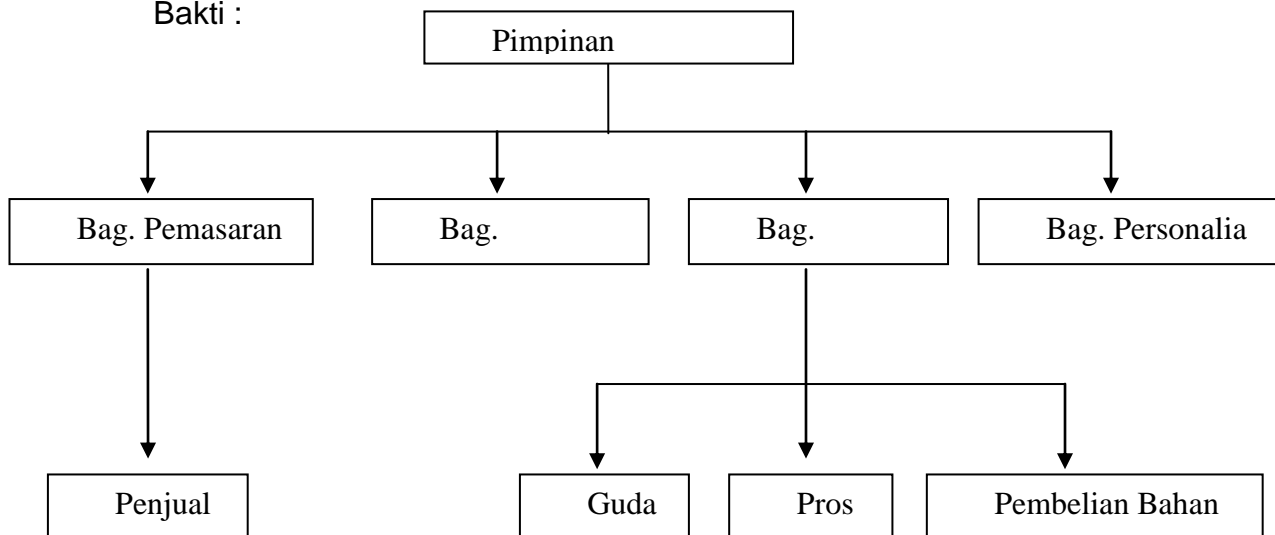 Bakti :
Pimpinan
Bag. Pemasaran
Bag.
Bag.
Bag. Personalia
Penjual
Guda
Pros
Pembelian Bahan